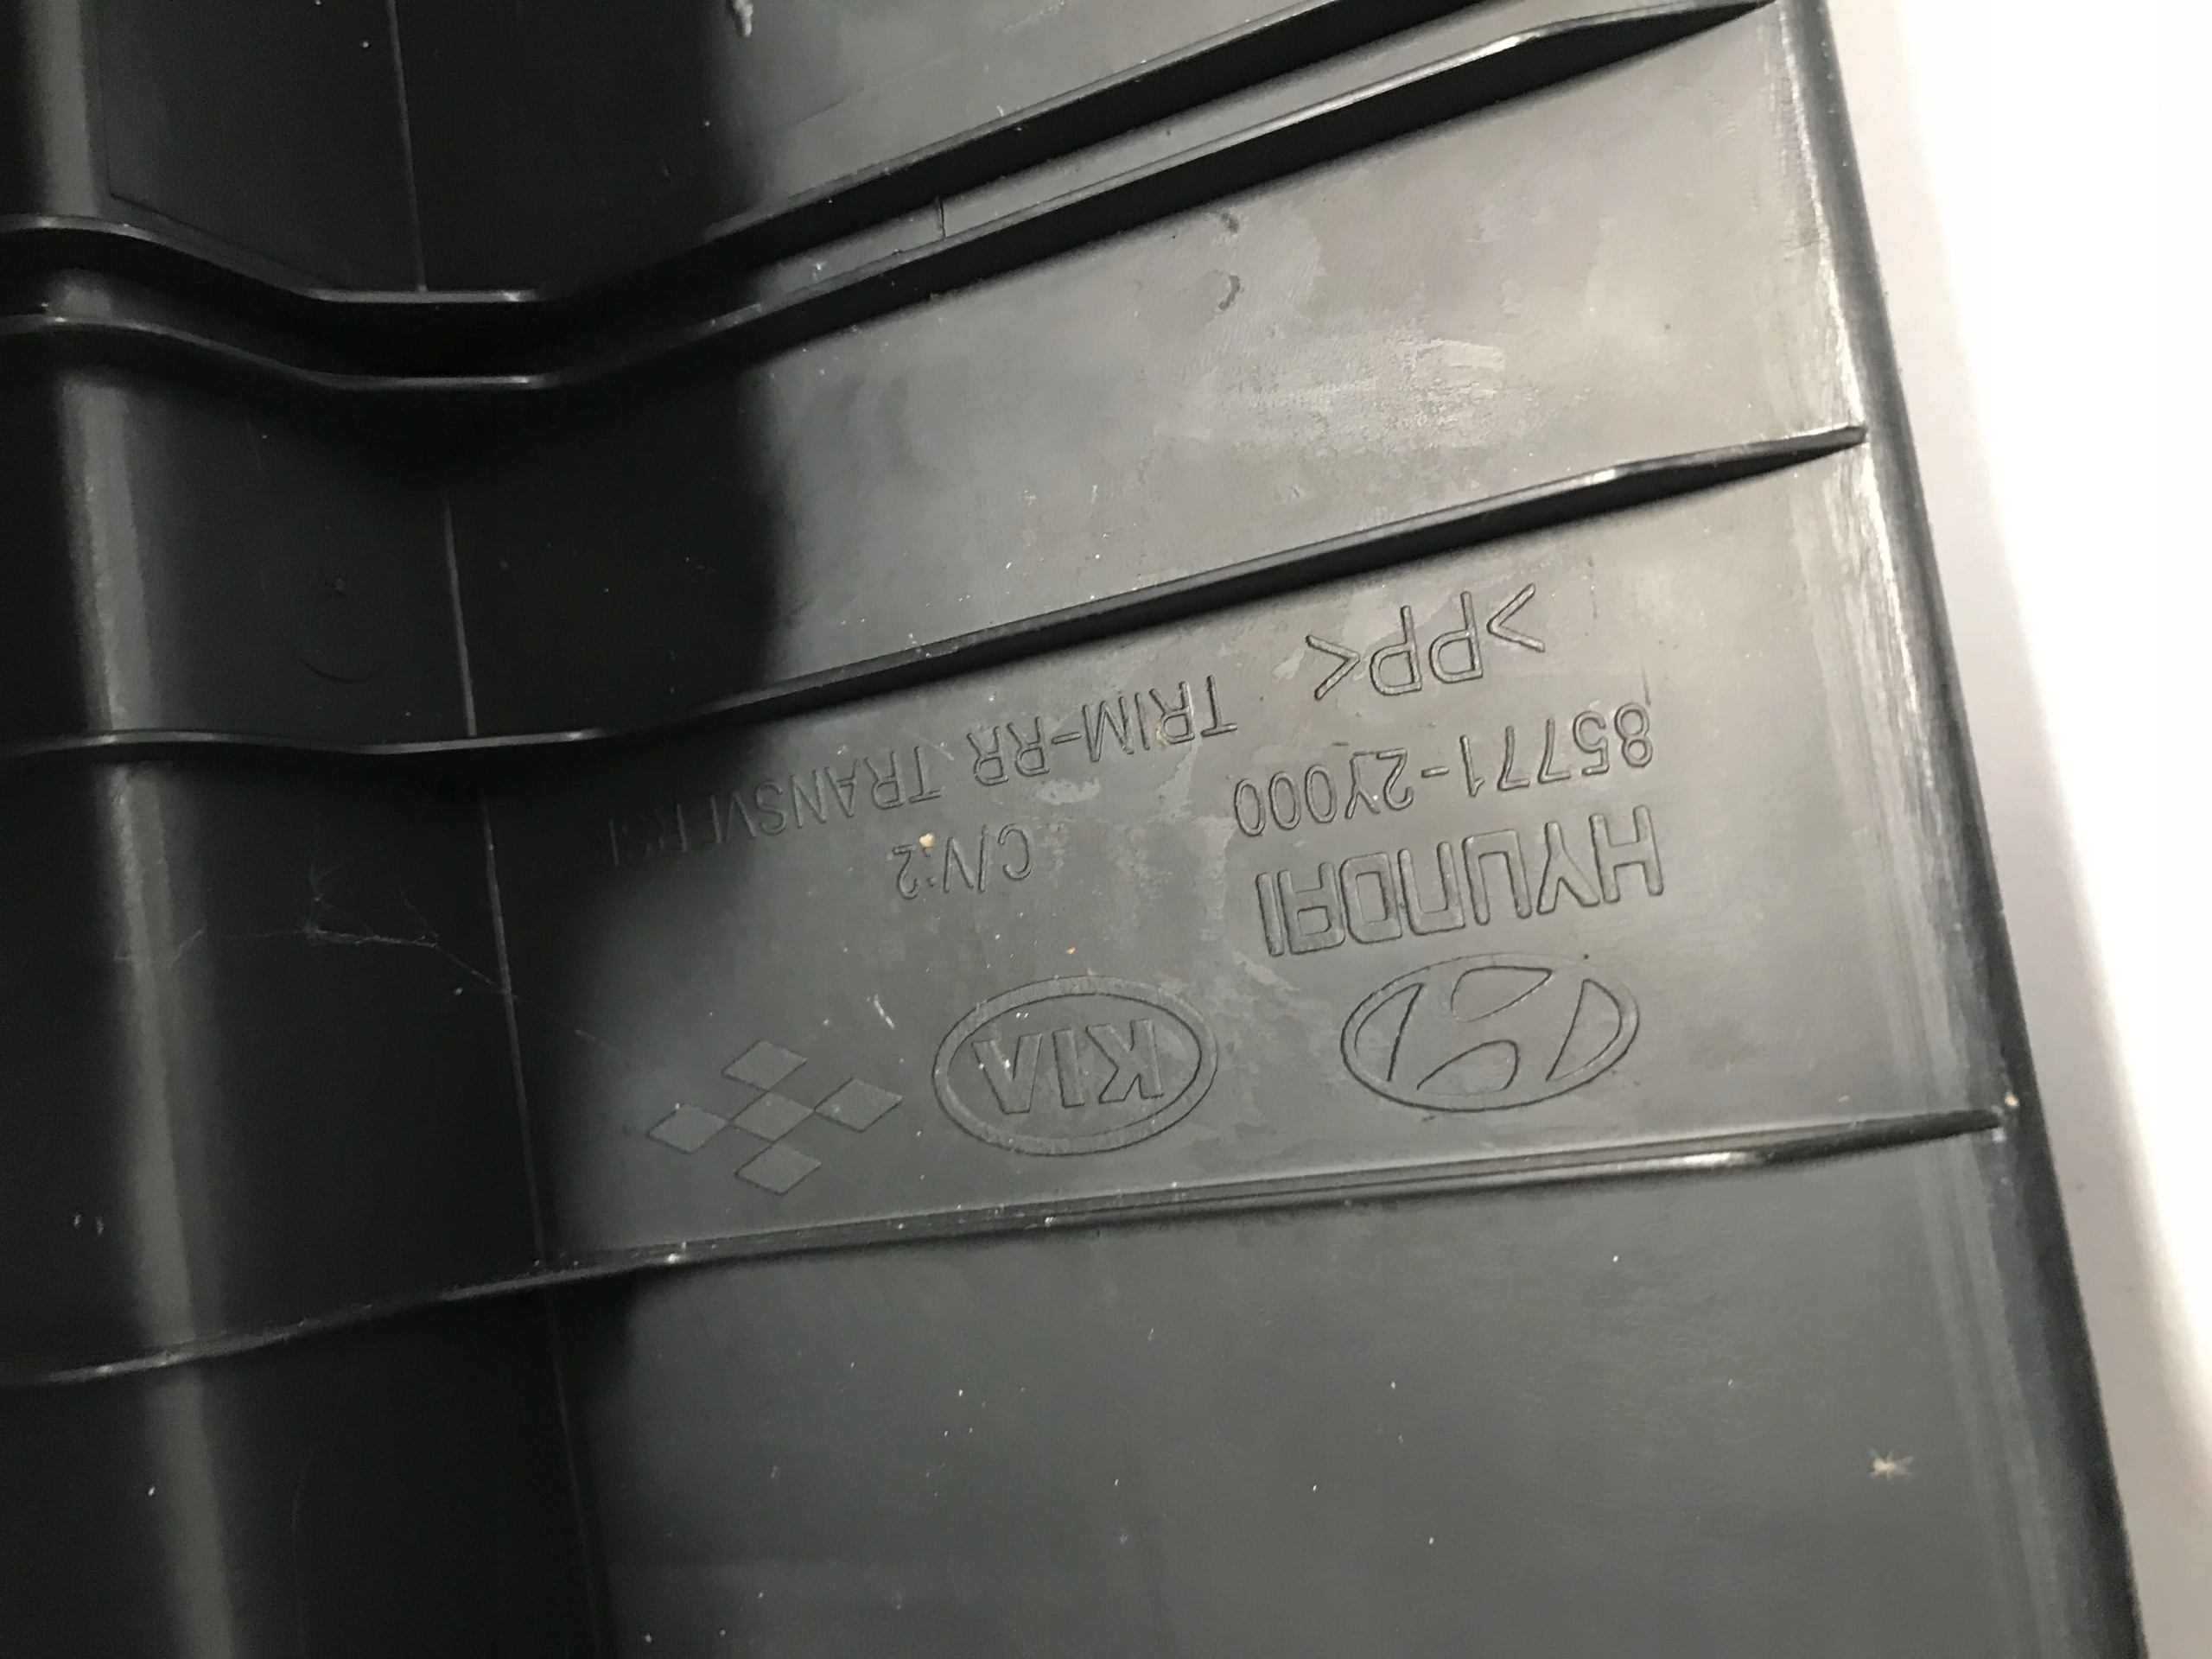 KIA
HYUNDAI
85771-2Y000 C/V:2
>PP< TRIM-RR TRANSVERSE